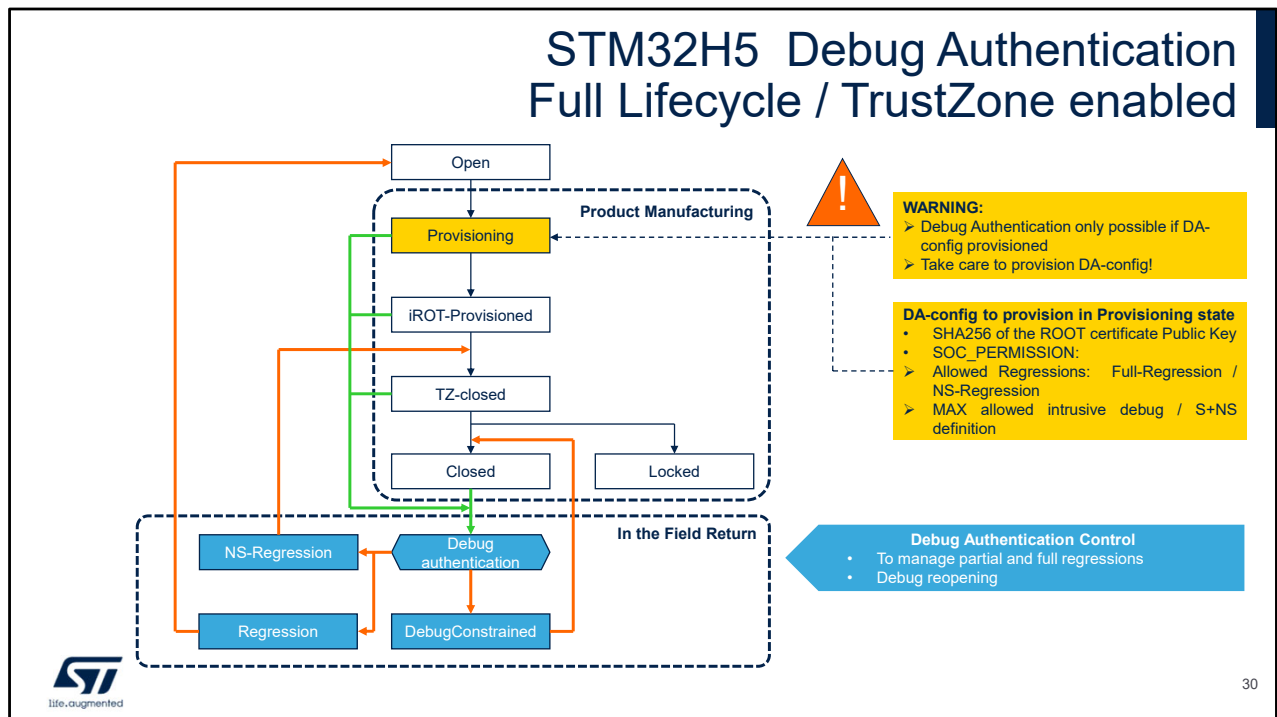 STM32H5 Debug Authentication
Full Lifecycle / TrustZone enabled
Open
Product Manufacturing
!
Provisioning
WARNING:
➢ Debug Authentication only possible if DA-
config provisioned
➢ Take care to provision DA-config!
iROT-Provisioned
DA-config to provision in Provisioning state
• SHA256 of the ROOT certificate Public Key
• SOC_PERMISSION:
➢ Allowed Regressions: Full-Regression /
NS-Regression
➢ MAX allowed intrusive debug / S+NS
definition
TZ-closed
Closed
Locked
In the Field Return
NS-Regression
Debug
authentication
Debug Authentication Control
• To manage partial and full regressions
• Debug reopening
Regression
DebugConstrained
ST
life.augmented
30